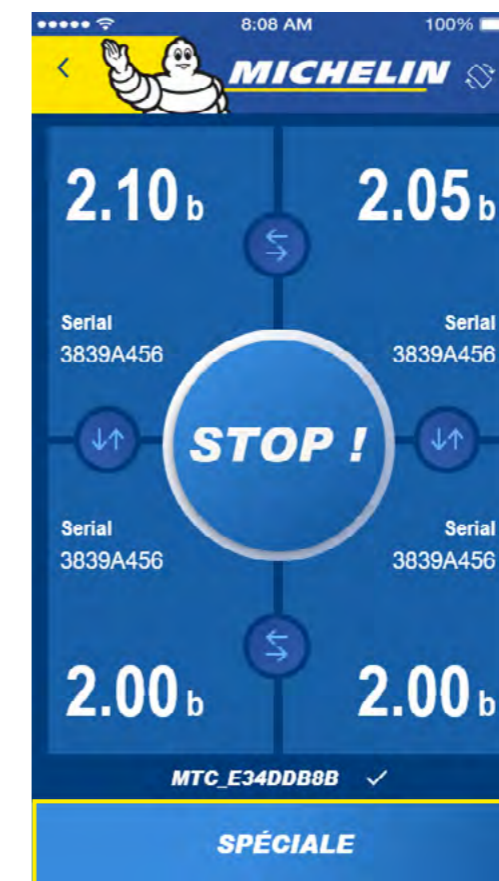 8:08 AM 100%
MICHELIN
2.10 b 2.05 b
Serial Serial
3839A456 3839A456
STOP !
Serial Serial
3839A456 3839A456
2.00 b 2.00 b
MTC_E34DDB8B
SPÉCIALE